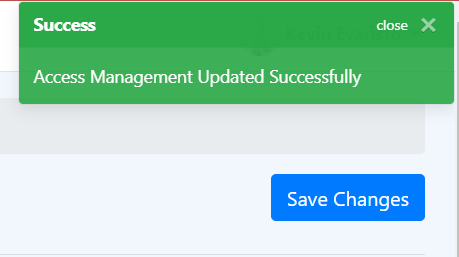 Success
close ×
Access Management Updated Successfully
Save Changes